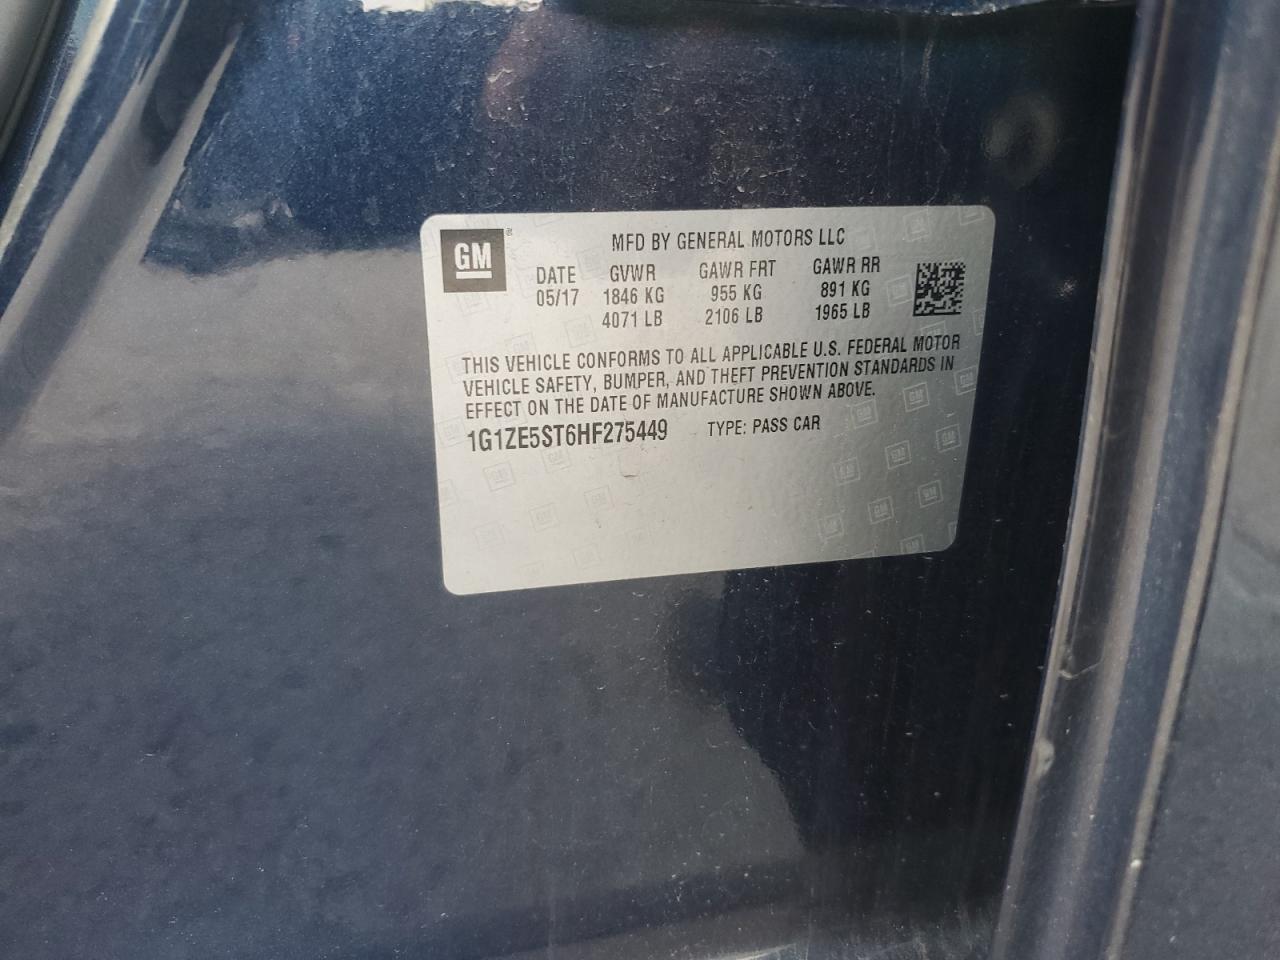 GM
MFD BY GENERAL MOTORS LLC
DATE GVWR GAWR FRT GAWR RR
05/17 1846 KG 955 KG 891 KG
4071 LB 2106 LB 1965 LB
THIS VEHICLE CONFORMS TO ALL APPLICABLE U.S. FEDERAL MOTOR
VEHICLE SAFETY, BUMPER, AND THEFT PREVENTION STANDARDS IN
EFFECT ON THE DATE OF MANUFACTURE SHOWN ABOVE.
1G1ZE5ST6HF275449 TYPE: PASS CAR